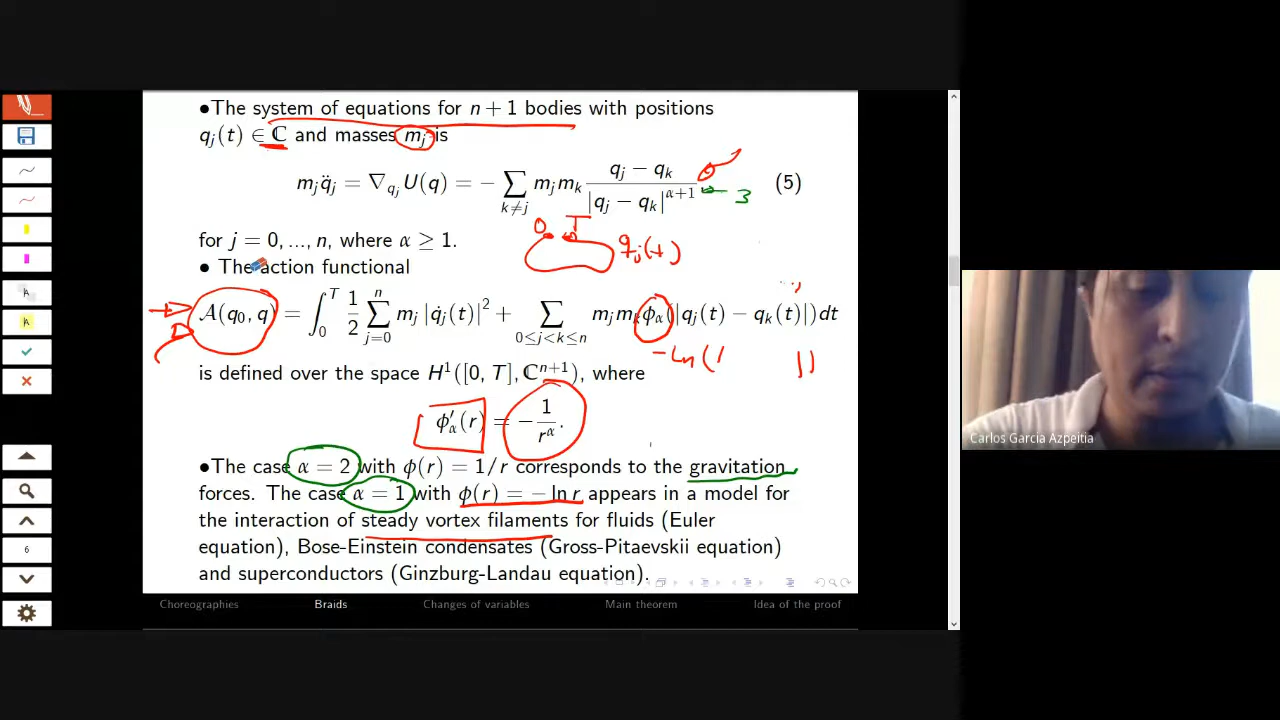 ●The system of equations for n + 1 bodies with positions
q_j(t) ∈ ℂ and masses m_j is
m_j q̈_j = ∇_{q_j} U(q) = − ∑_{k≠j} m_j m_k (q_j − q_k)/|q_j − q_k|^{α+1} (5)
3
for j = 0, ..., n, where α ≥ 1.
0 T q_j(t)
● The action functional
𝒜(q_0, q) = ∫_0^T 1/2 ∑_{j=0}^n m_j |q̇_j(t)|^2 + ∑_{0≤j<k≤n} m_j m_k ϕ_α(|q_j(t) − q_k(t)|)dt
−ln(| |)
is defined over the space H^1([0, T], ℂ^{n+1}), where
ϕ′_α(r) = − 1/r^α.
●The case α = 2 with ϕ(r) = 1/r corresponds to the gravitation
forces. The case α = 1 with ϕ(r) = − ln r appears in a model for
the interaction of steady vortex filaments for fluids (Euler
equation), Bose-Einstein condensates (Gross-Pitaevskii equation)
and superconductors (Ginzburg-Landau equation).
Choreographies Braids Changes of variables Main theorem Idea of the proof
6
Carlos Garcia Azpeitia